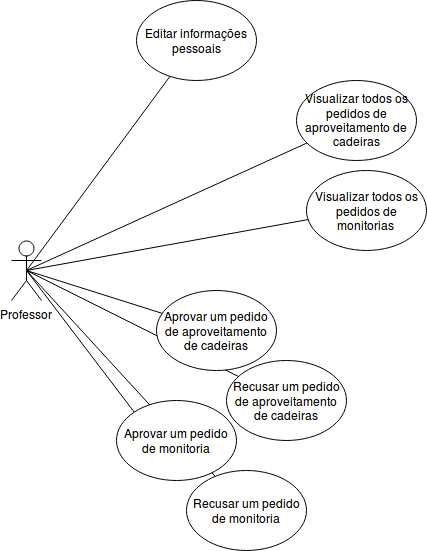 Editar informações
pessoais
Visualizar todos os
pedidos de
aproveitamento de
cadeiras
Visualizar todos os
pedidos de
monitorias
Professor
Aprovar um pedido
de aproveitamento
de cadeiras
Recusar um pedido
de aproveitamento
de cadeiras
Aprovar um pedido
de monitoria
Recusar um pedido
de monitoria